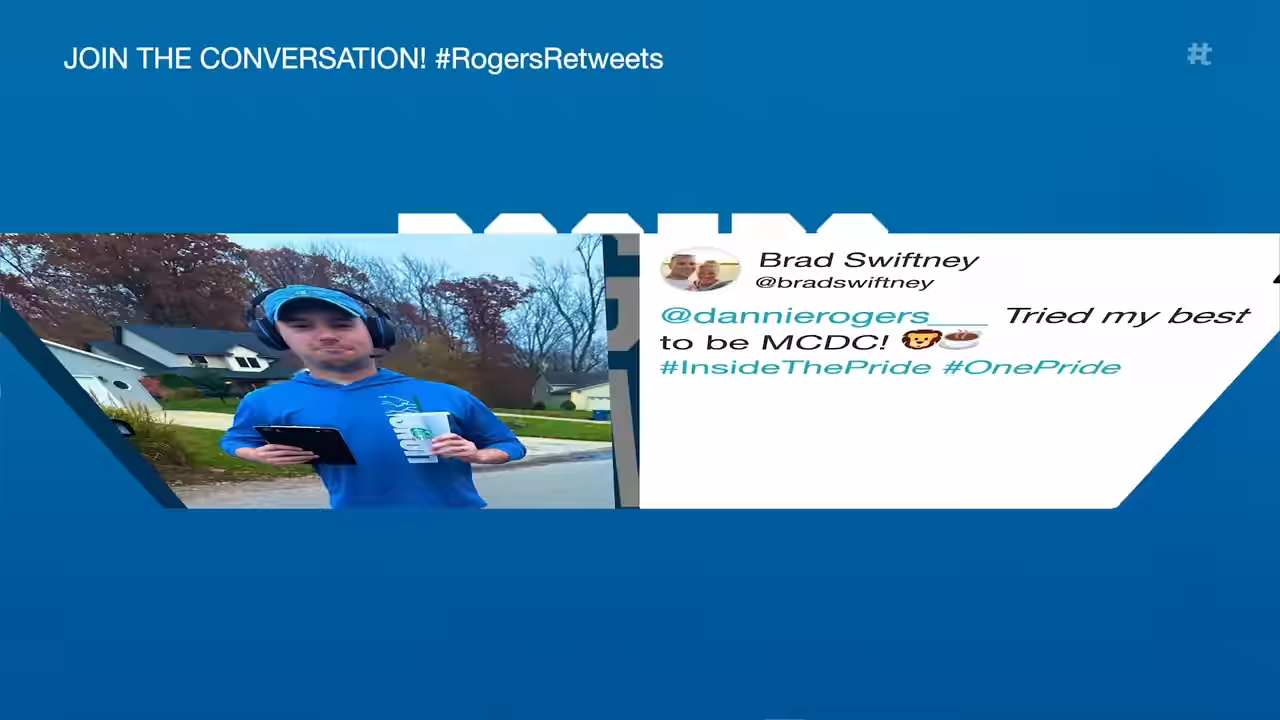 JOIN THE CONVERSATION! #RogersRetweets
Brad Swiftney
@bradswiftney
@dannierogers____ Tried my best
to be MCDC! 🦁☕
#InsideThePride #OnePride